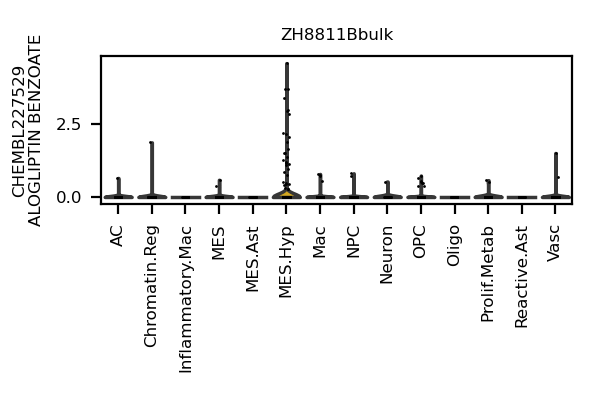 ZH8811Bbulk
CHEMBL227529
ALOGLIPTIN BENZOATE
2.5
0.0
AC
Chromatin.Reg
Inflammatory.Mac
MES
MES.Ast
MES.Hyp
Mac
NPC
Neuron
OPC
Oligo
Prolif.Metab
Reactive.Ast
Vasc